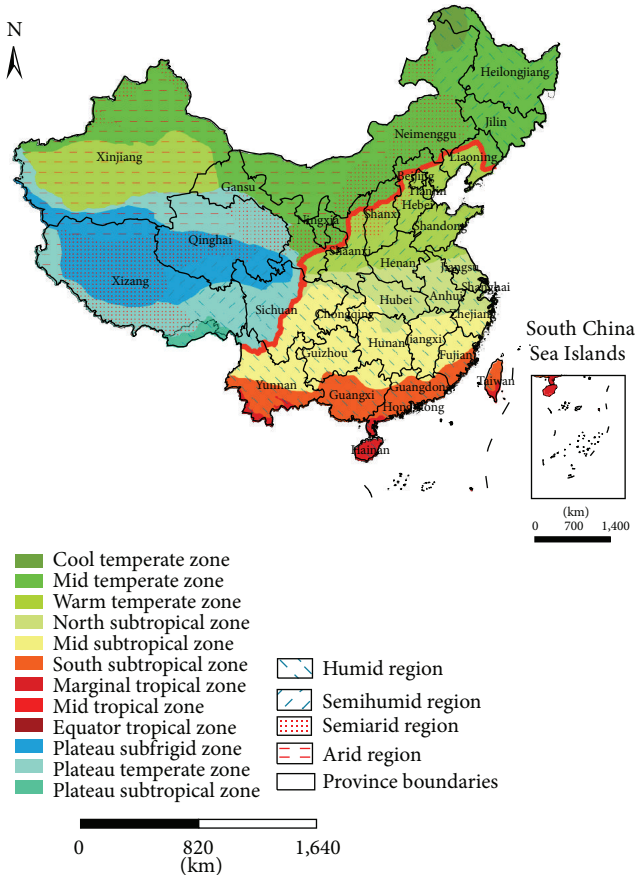 N
Heilongjiang
Jilin
Neimenggu
Liaoning
Xinjiang
Beijing
Tianjin
Gansu
Hebei
Ningxia
Shanxi
Shandong
Qinghai
Shaanxi
Henan
Jiangsu
Xizang
Shanghai
Hubei
Anhui
Sichuan
Chongqing
Zhejiang
Hunan
Jiangxi
Guizhou
Fujian
Yunnan
Guangxi
Guangdong
Taiwan
Hong Kong
Hainan
South China
Sea Islands
(km)
0 700 1,400
Cool temperate zone
Mid temperate zone
Warm temperate zone
North subtropical zone
Mid subtropical zone
South subtropical zone
Marginal tropical zone
Mid tropical zone
Equator tropical zone
Plateau subfrigid zone
Plateau temperate zone
Plateau subtropical zone
Humid region
Semihumid region
Semiarid region
Arid region
Province boundaries
0 820 1,640
(km)